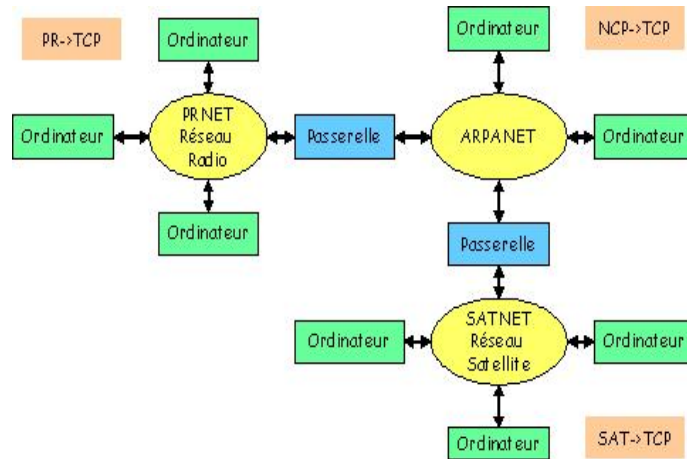 PR->TCP
Ordinateur
Ordinateur
NCP->TCP
Ordinateur
PRNET
Réseau
Radio
Passerelle
ARPANET
Ordinateur
Ordinateur
Passerelle
Ordinateur
SATNET
Réseau
Satellite
Ordinateur
Ordinateur
SAT->TCP